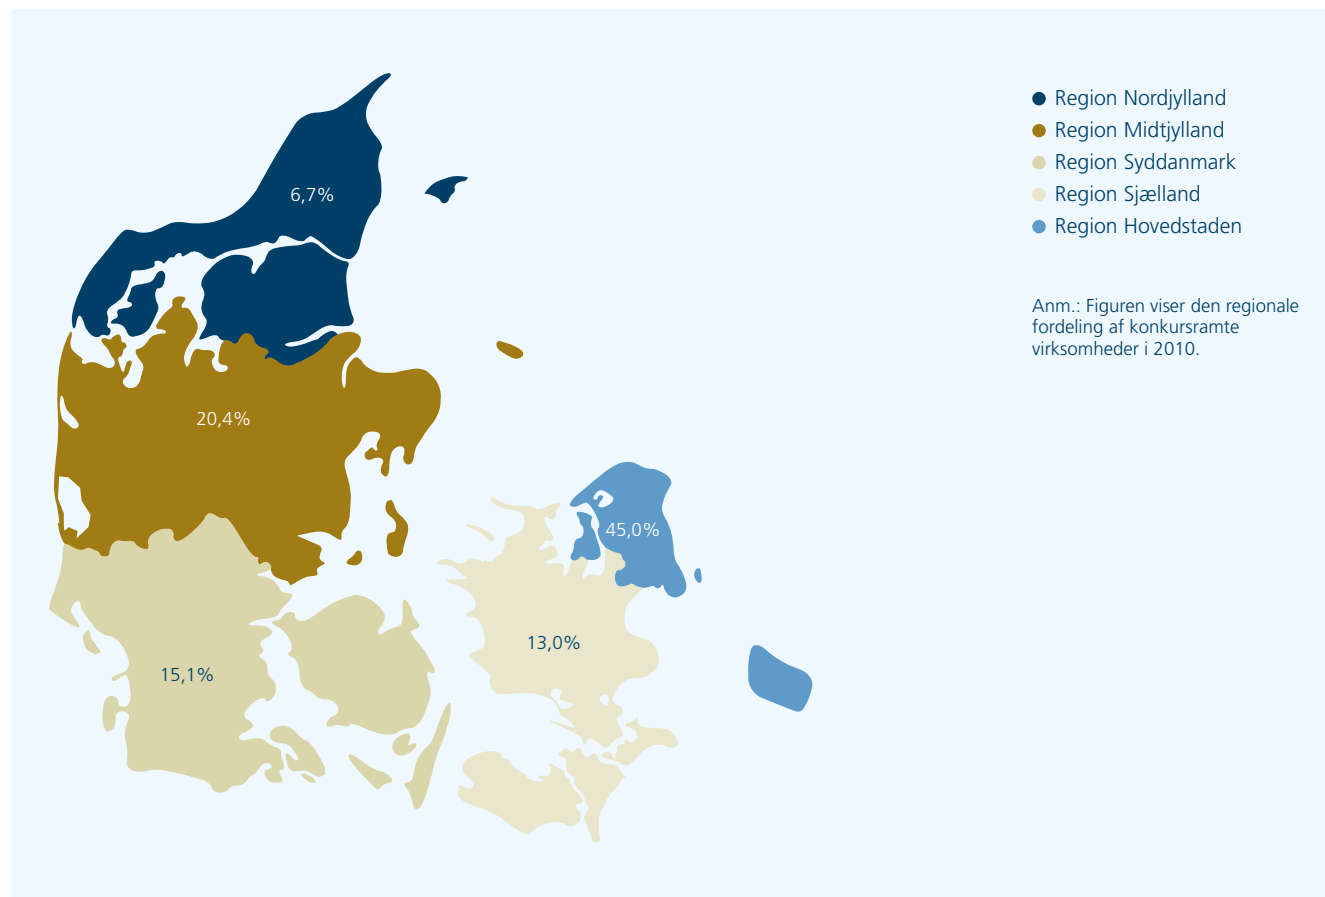 Region Nordjylland
Region Midtjylland
Region Syddanmark
Region Sjælland
Region Hovedstaden
Anm.: Figuren viser den regionale
fordeling af konkursramte
virksomheder i 2010.
6,7%
20,4%
45,0%
13,0%
15,1%